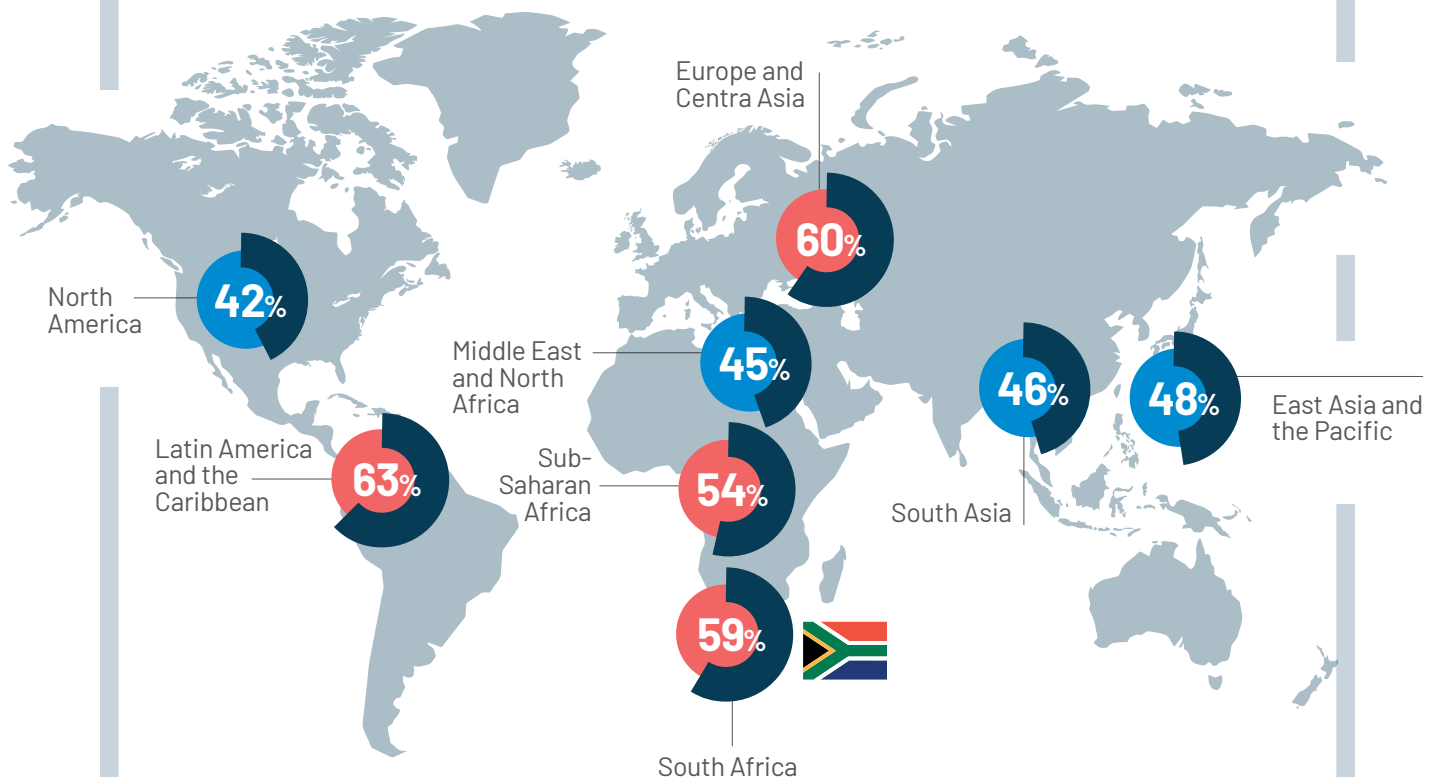 Europe and
Centra Asia
60%
North
America
42%
Middle East
and North
Africa
45%
46%
48%
East Asia and
the Pacific
Latin America
and the
Caribbean
63%
Sub-
Saharan
Africa
54%
South Asia
59%
South Africa